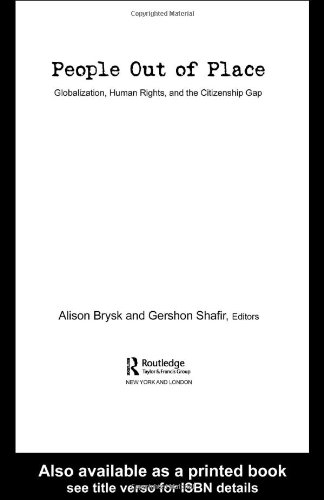 People Out of Place
Globalization, Human Rights, and the Citizenship Gap
Alison Brysk and Gershon Shafir, Editors
Routledge
Taylor & Francis Group
NEW YORK AND LONDON
Also available as a printed book
see title verso for ISBN details
Copyrighted Material